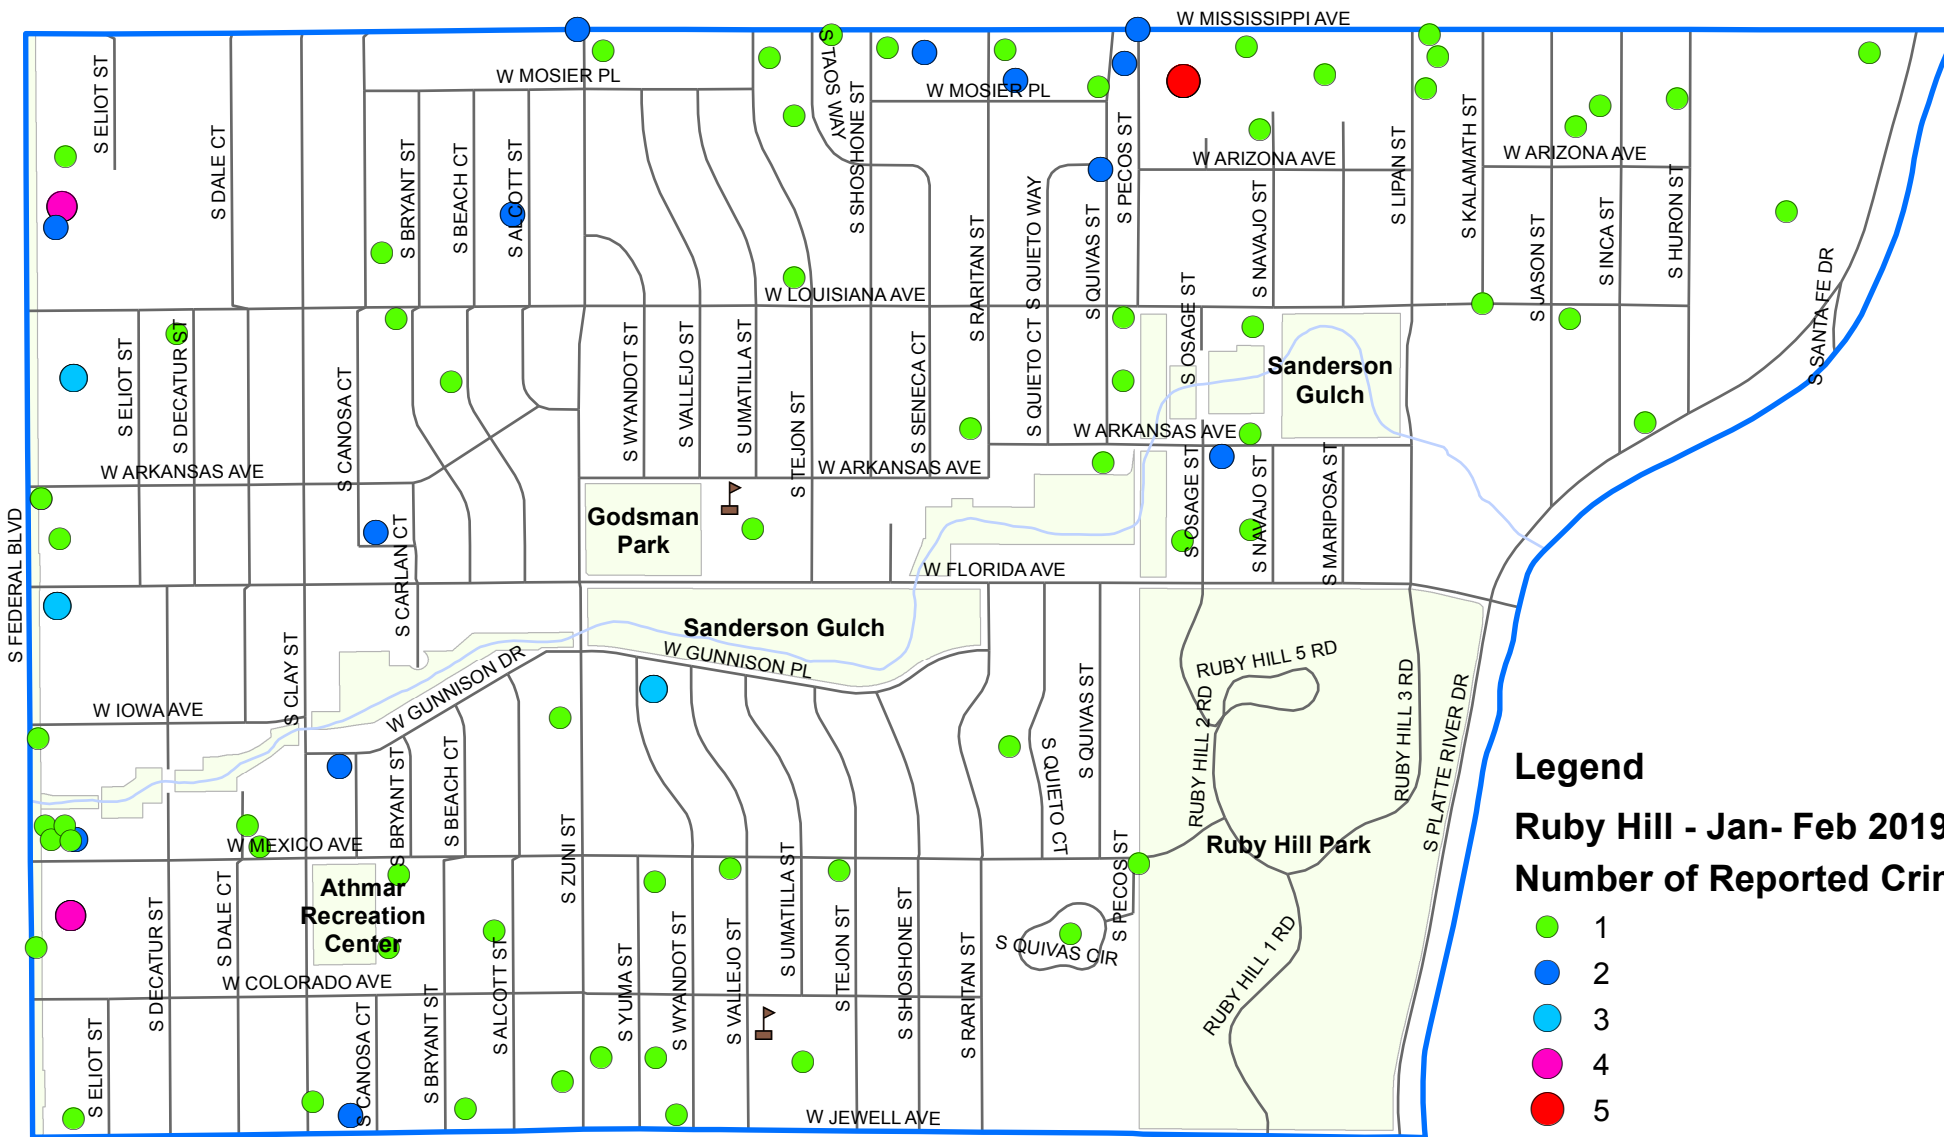 W MISSISSIPPI AVE
S ELIOT ST
W MOSIER PL
S TAOS WAY
W MOSIER PL
S SHOSHONE ST
S DALE CT
S BRYANT ST
S BEACH CT
S ALCOTT ST
S PECOS ST
W ARIZONA AVE
S LIPAN ST
S KALAMATH ST
W ARIZONA AVE
S RARITAN ST
S QUIETO WAY
S QUIVAS ST
S NAVAJO ST
S JASON ST
S INCA ST
S HURON ST
W LOUISIANA AVE
S OSAGE ST
S SANTA FE DR
S ELIOT ST
S DECATUR ST
S CANOSA CT
S WYANDOT ST
S VALLEJO ST
S UMATILLA ST
S TEJON ST
S SENECA CT
S QUIETO CT
Sanderson
Gulch
W ARKANSAS AVE
W ARKANSAS AVE
W ARKANSAS AVE
S FEDERAL BLVD
S CARLAN CT
Godsman
Park
S OSAGE ST
S NAVAJO ST
S MARIPOSA ST
W FLORIDA AVE
Sanderson Gulch
W GUNNISON PL
W GUNNISON DR
S CLAY ST
W IOWA AVE
S QUIVAS ST
RUBY HILL 5 RD
RUBY HILL 2 RD
RUBY HILL 3 RD
S PLATTE RIVER DR
S BRYANT ST
S BEACH CT
S QUIETO CT
S ZUNI ST
W MEXICO AVE
S PECOS ST
Ruby Hill Park
Athmar
Recreation
Center
S DECATUR ST
S DALE CT
S ALCOTT ST
S YUMA ST
S WYANDOT ST
S VALLEJO ST
S UMATILLA ST
S TEJON ST
S SHOSHONE ST
S RARITAN ST
S QUIVAS CIR
RUBY HILL 1 RD
W COLORADO AVE
S ELIOT ST
S CANOSA CT
S BRYANT ST
W JEWELL AVE
Legend
Ruby Hill - Jan- Feb 2019
Number of Reported Crim
1
2
3
4
5